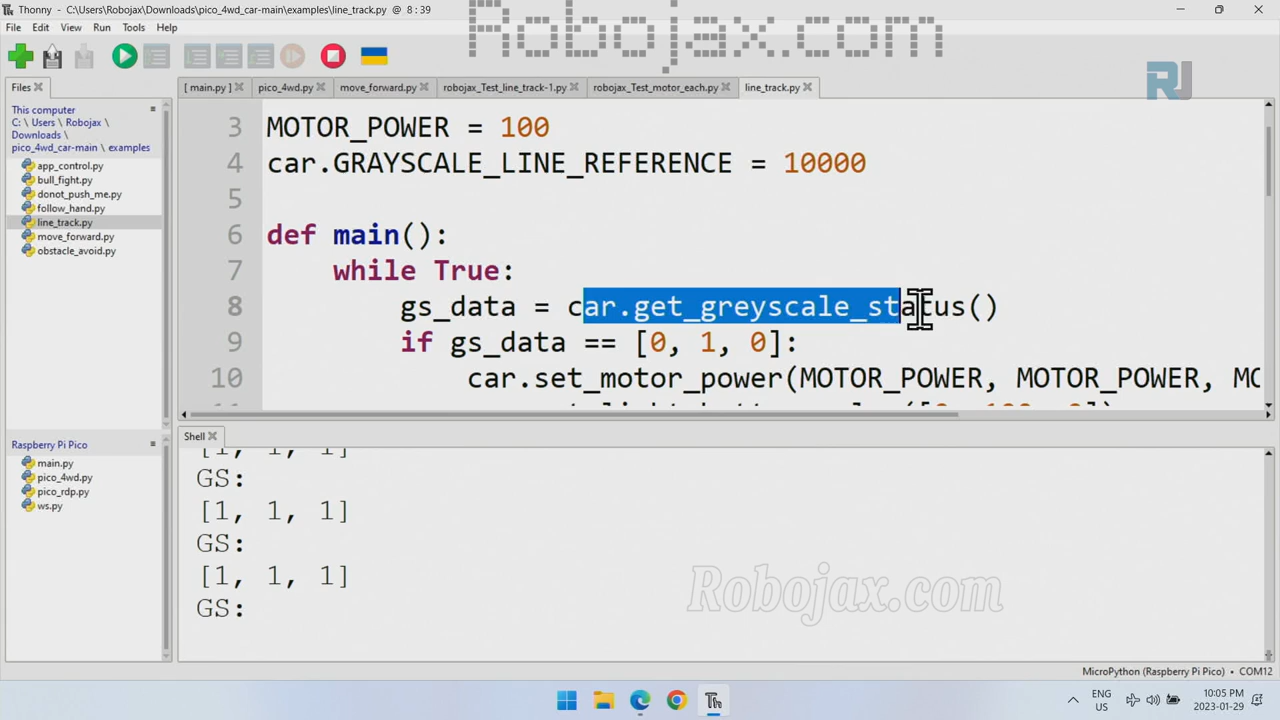 Thonny - C:\Users\Robojax\Downloads\pico_4wd_car-main\examples\line_track.py @ 8 : 39
Robojax.com
File Edit View Run Tools Help
RJ
Files
[ main.py ] pico_4wd.py move_forward.py robojax_Test_line_track-1.py robojax_Test_motor_each.py line_track.py
This computer
C: \ Users \ Robojax \
Downloads \
pico_4wd_car-main \ examples
app_control.py
bull_fight.py
donot_push_me.py
follow_hand.py
line_track.py
move_forward.py
obstacle_avoid.py
3 MOTOR_POWER = 100
4 car.GRAYSCALE_LINE_REFERENCE = 10000
5
6 def main():
7 while True:
8 gs_data = car.get_greyscale_status()
9 if gs_data == [0, 1, 0]:
10 car.set_motor_power(MOTOR_POWER, MOTOR_POWER, MO
Raspberry Pi Pico
main.py
pico_4wd.py
pico_rdp.py
ws.py
Shell
[1, 1, 1]
GS:
[1, 1, 1]
GS:
[1, 1, 1]
GS:
Robojax.com
MicroPython (Raspberry Pi Pico) • COM12
ENG
US
10:05 PM
2023-01-29